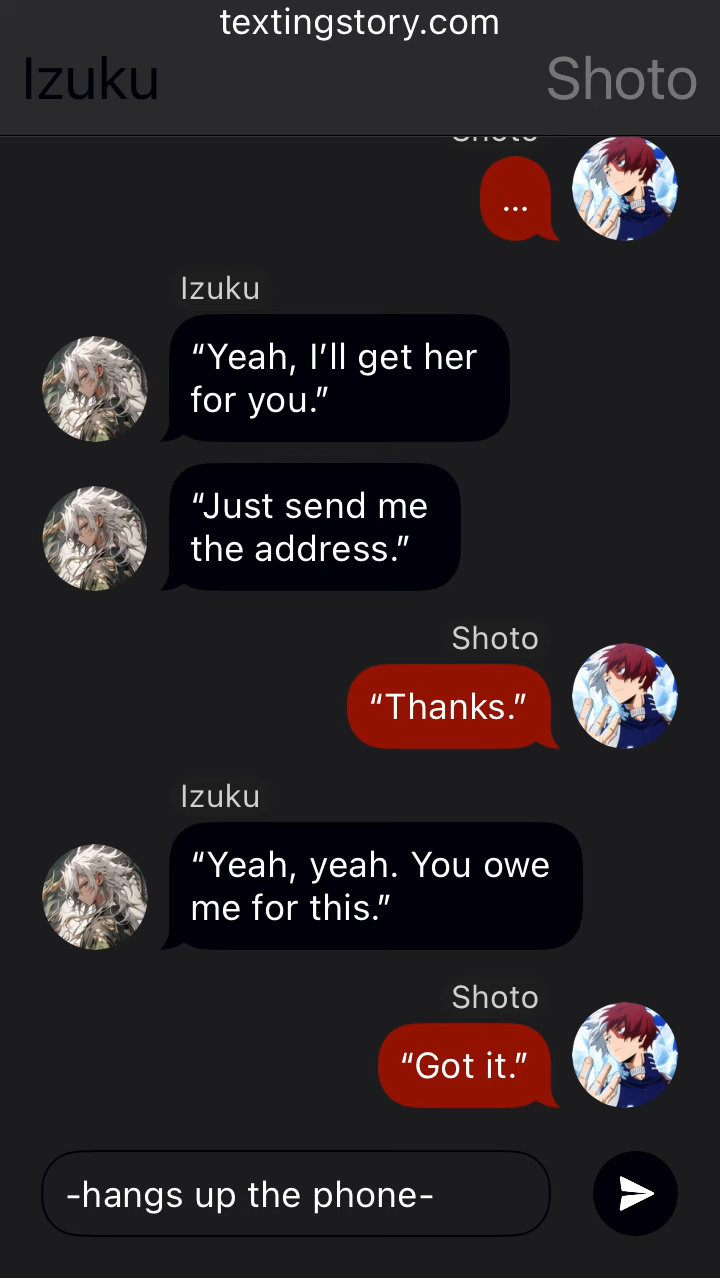 textingstory.com
Izuku
Shoto
Shoto
...
Izuku
“Yeah, I’ll get her
for you.”
“Just send me
the address.”
Shoto
“Thanks.”
Izuku
“Yeah, yeah. You owe
me for this.”
Shoto
“Got it.”
-hangs up the phone-